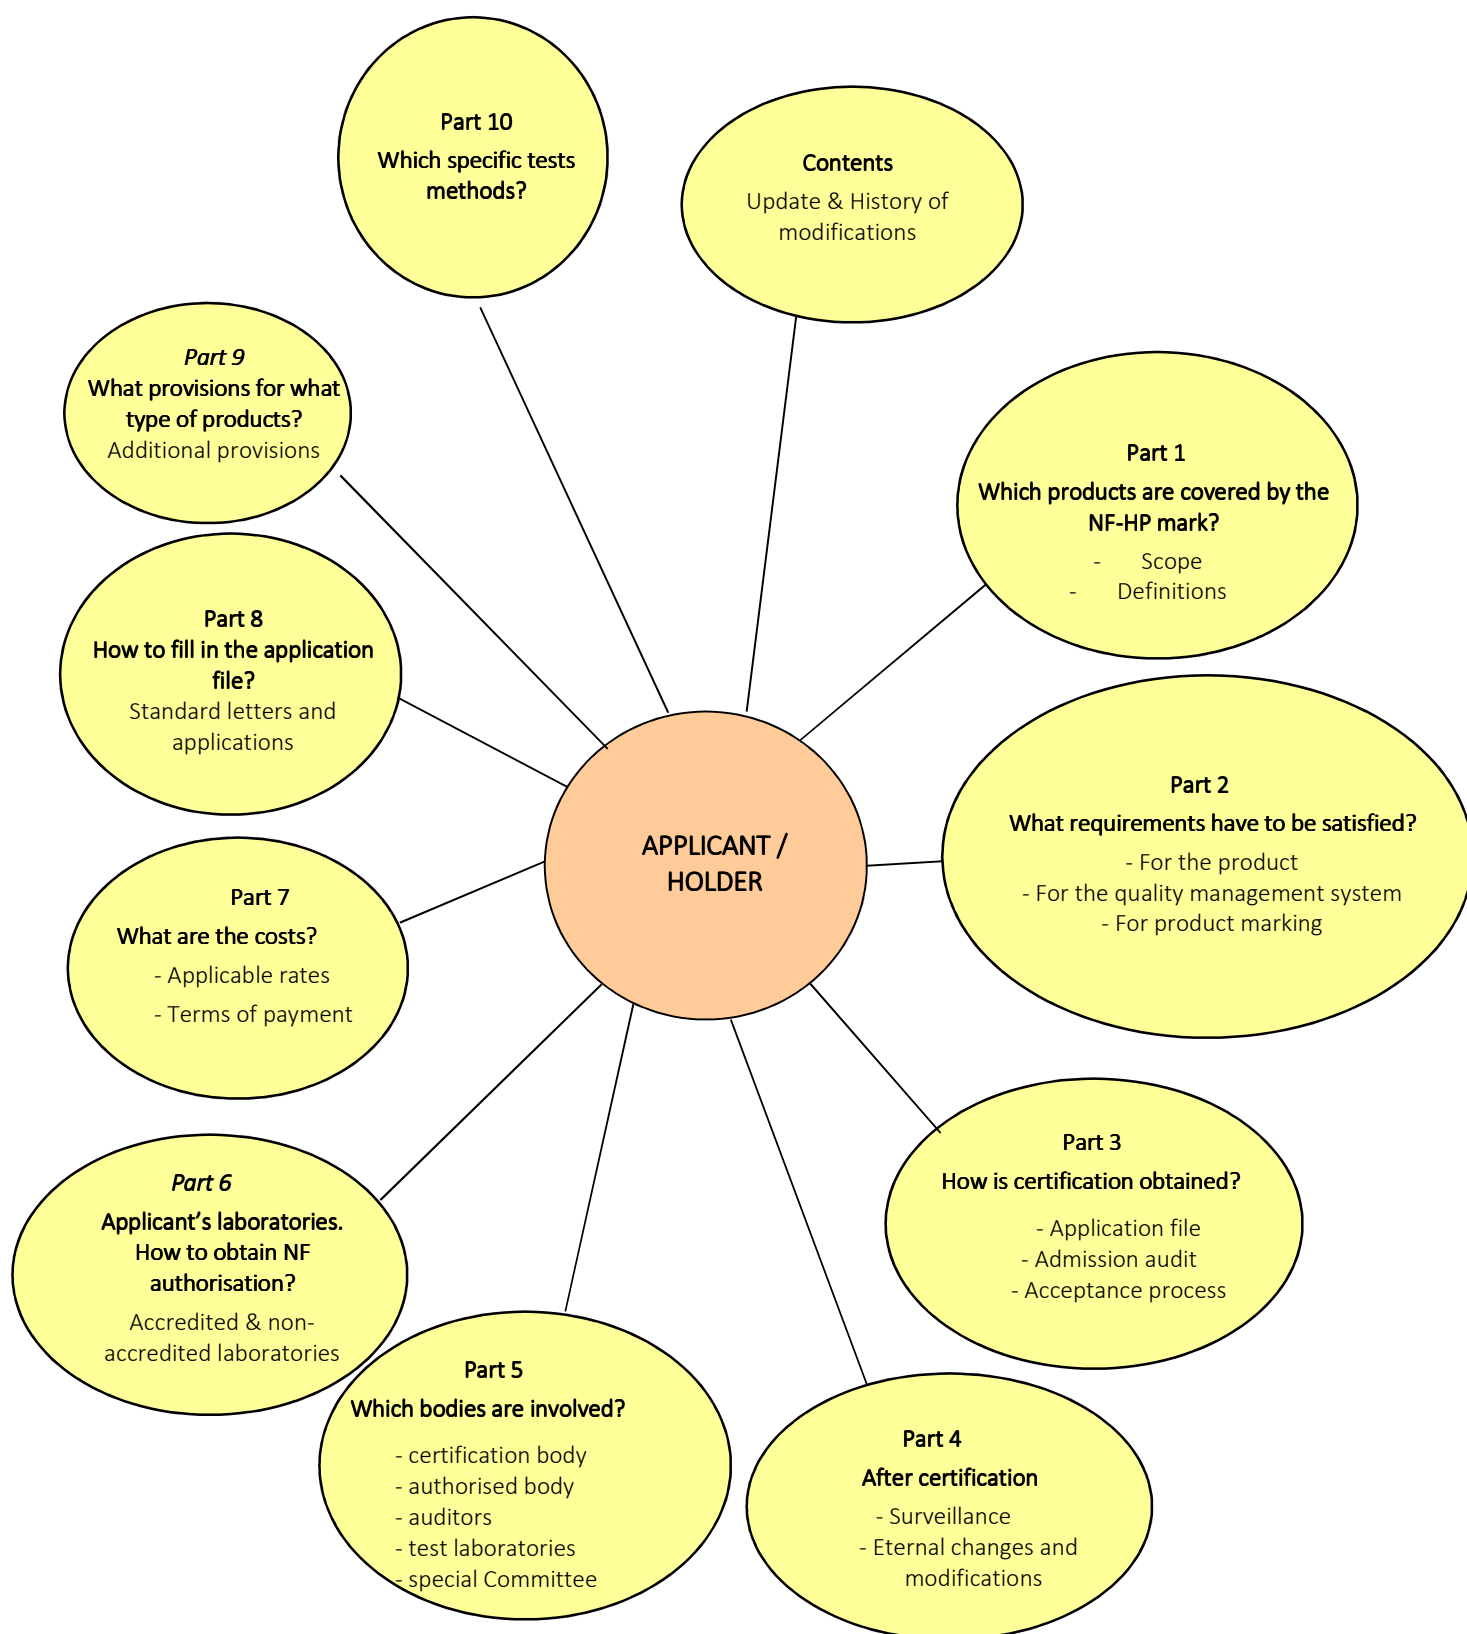 Part 10
Which specific tests
methods?
Contents
Update & History of
modifications
Part 1
Which products are covered by the
NF-HP mark?
- Scope
- Definitions
Part 2
What requirements have to be satisfied?
- For the product
- For the quality management system
- For product marking
Part 3
How is certification obtained?
- Application file
- Admission audit
- Acceptance process
Part 4
After certification
- Surveillance
- Eternal changes and
modifications
Part 5
Which bodies are involved?
- certification body
- authorised body
- auditors
- test laboratories
- special Committee
Part 6
Applicant’s laboratories.
How to obtain NF
authorisation?
Accredited & non-
accredited laboratories
Part 7
What are the costs?
- Applicable rates
- Terms of payment
Part 8
How to fill in the application
file?
Standard letters and
applications
Part 9
What provisions for what
type of products?
Additional provisions
APPLICANT /
HOLDER